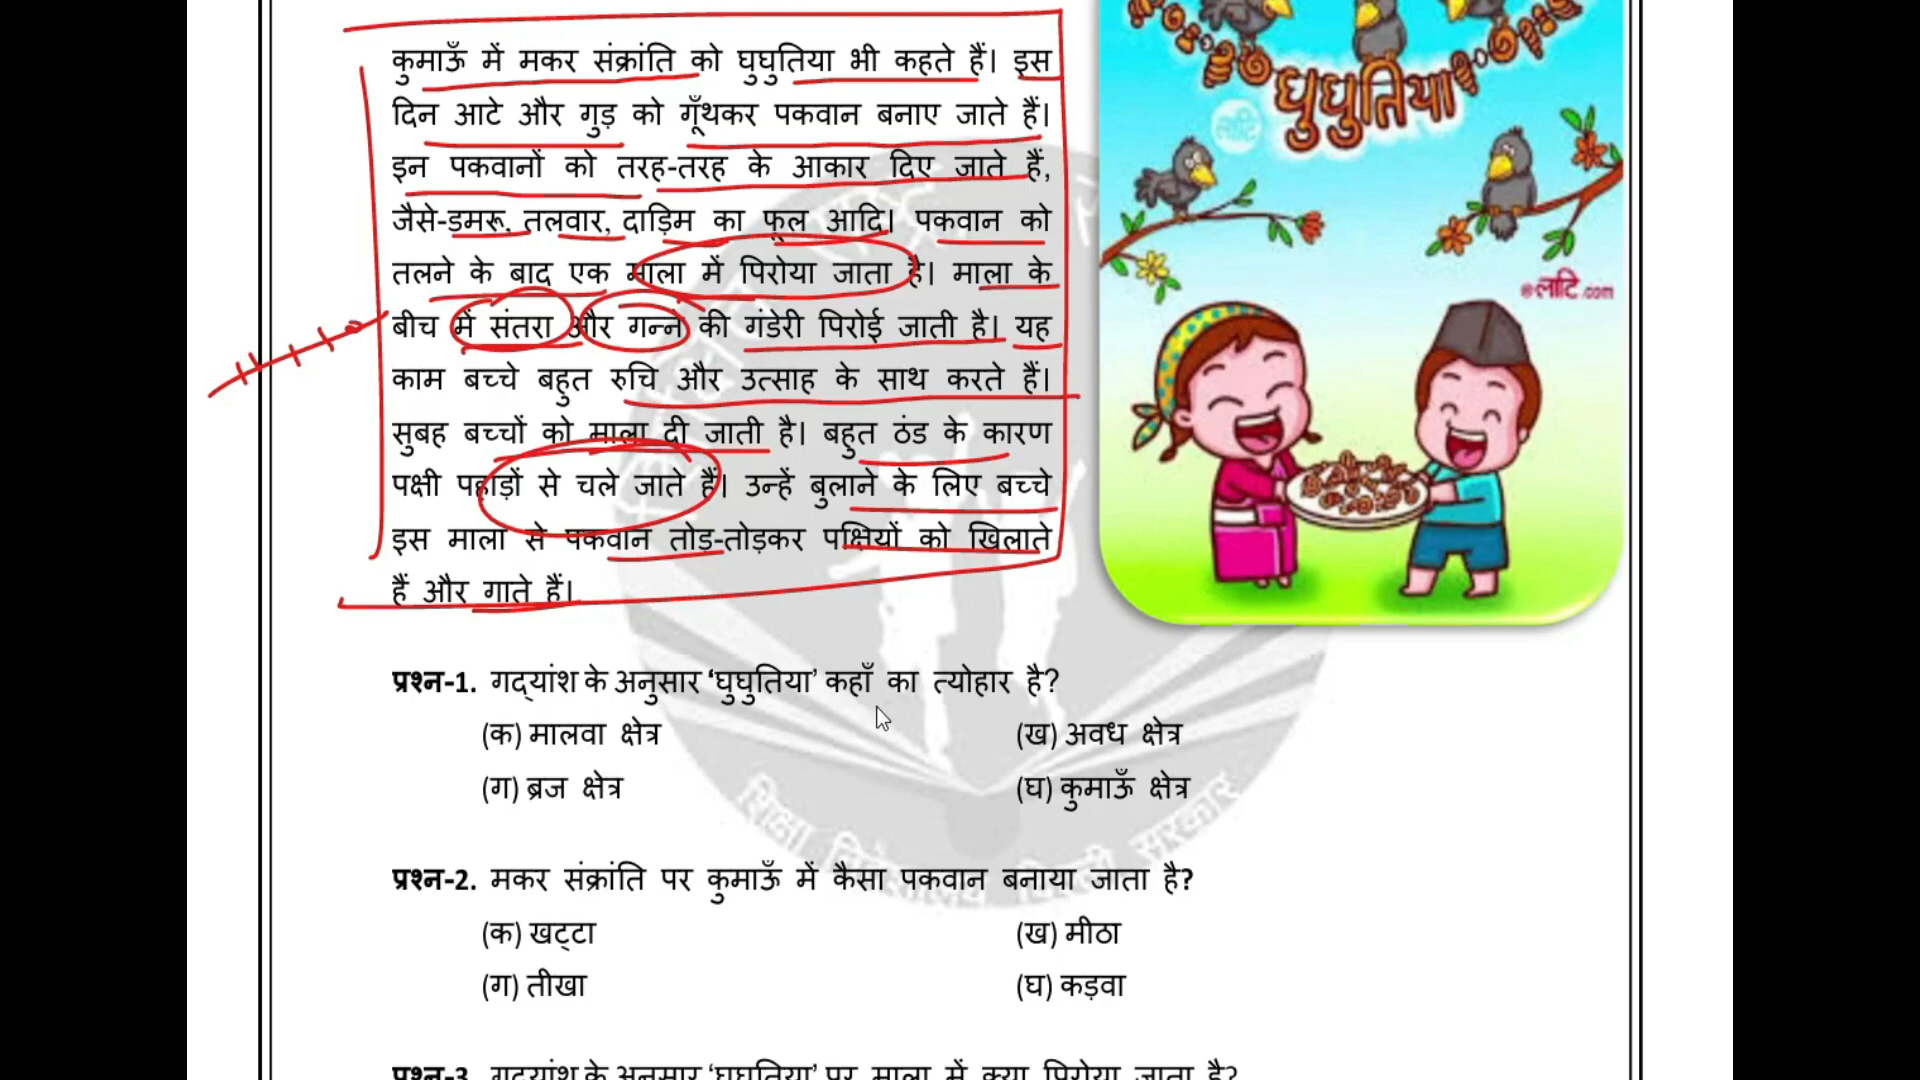 कुमाऊँ में मकर संक्रांति को घुघुतिया भी कहते हैं। इस
दिन आटे और गुड़ को गूँथकर पकवान बनाए जाते हैं।
इन पकवानों को तरह-तरह के आकार दिए जाते हैं,
जैसे-डमरू, तलवार, दाड़िम का फूल आदि। पकवान को
तलने के बाद एक माला में पिरोया जाता है। माला के
बीच में संतरा और गन्ने की गंडेरी पिरोई जाती है। यह
काम बच्चे बहुत रुचि और उत्साह के साथ करते हैं।
सुबह बच्चों को माला दी जाती है। बहुत ठंड के कारण
पक्षी पहाड़ों से चले जाते हैं। उन्हें बुलाने के लिए बच्चे
इस माला से पकवान तोड़-तोड़कर पक्षियों को खिलाते
हैं और गाते हैं।
घुघुतिया
लाटि
@लाटि.com
प्रश्न-1. गद्यांश के अनुसार ‘घुघुतिया’ कहाँ का त्योहार है?
(क) मालवा क्षेत्र (ख) अवध क्षेत्र
(ग) ब्रज क्षेत्र (घ) कुमाऊँ क्षेत्र
प्रश्न-2. मकर संक्रांति पर कुमाऊँ में कैसा पकवान बनाया जाता है?
(क) खट्टा (ख) मीठा
(ग) तीखा (घ) कड़वा
प्रश्न-3. गद्यांश के अनुसार ‘घुघुतिया’ पर माला में क्या पिरोया जाता है?
शिक्षा निदेशालय दिल्ली सरकार